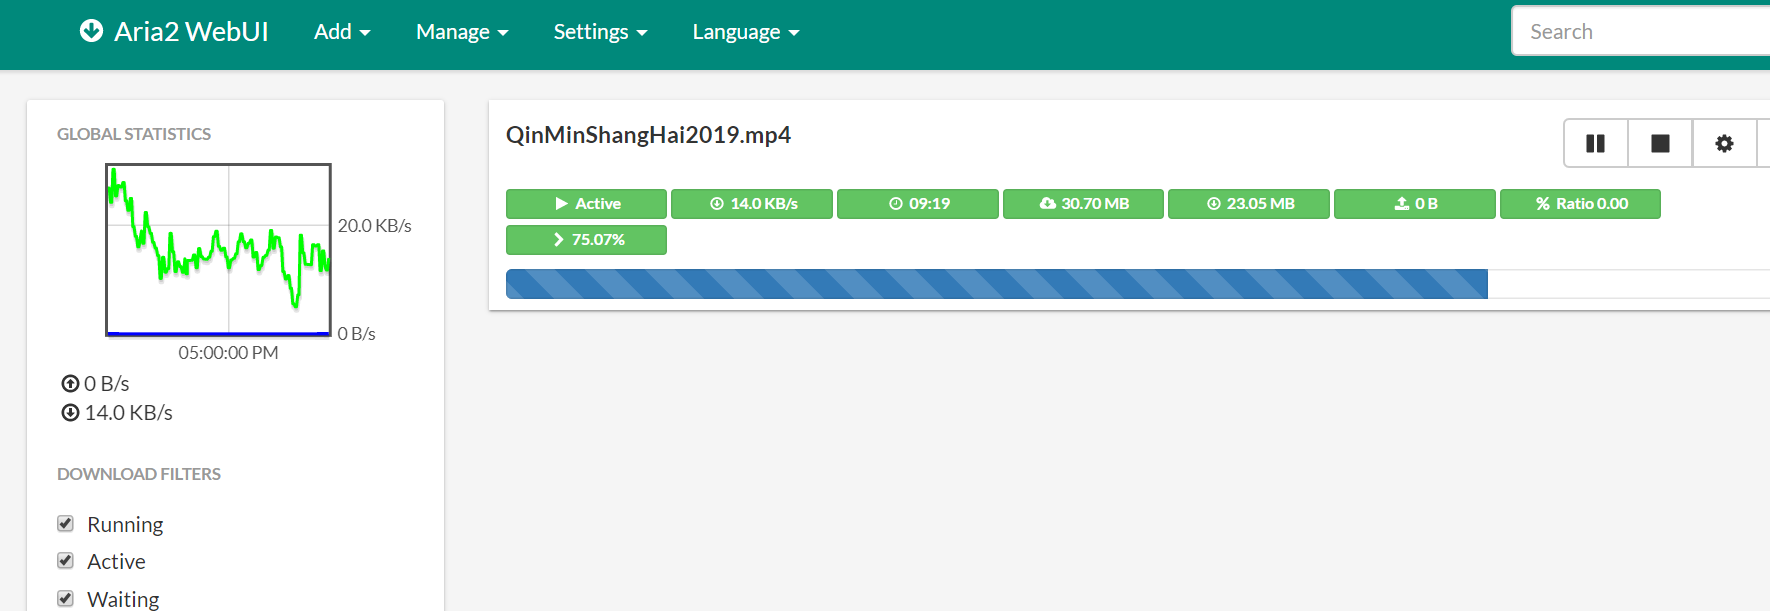 Aria2 WebUI Add Manage Settings Language Search
GLOBAL STATISTICS
20.0 KB/s
0 B/s
05:00:00 PM
0 B/s
14.0 KB/s
DOWNLOAD FILTERS
Running
Active
Waiting
QinMinShangHai2019.mp4
Active 14.0 KB/s 09:19 30.70 MB 23.05 MB 0 B % Ratio 0.00
75.07%